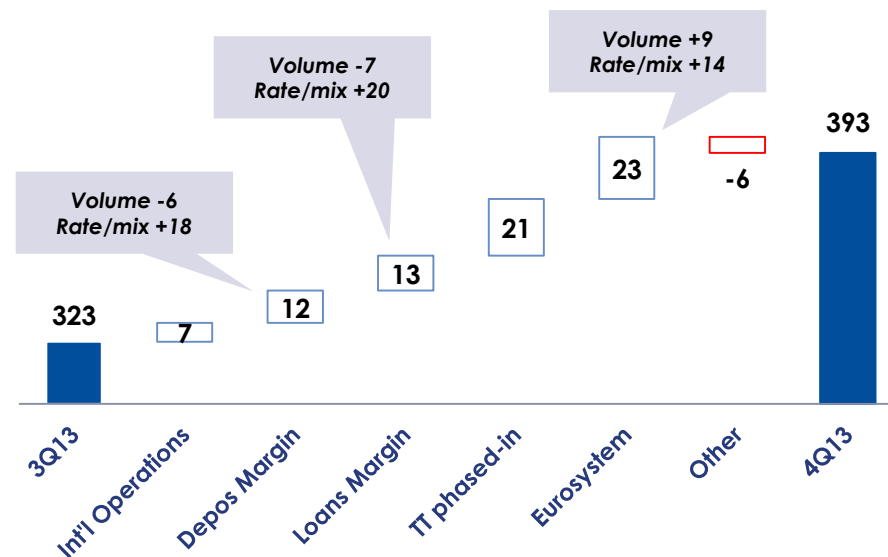 Volume +9
Rate/mix +14
Volume -7
Rate/mix +20
393
23
-6
Volume -6
Rate/mix +18
21
13
12
323
7
3Q13
Int'l Operations
Depos Margin
Loans Margin
TT phased-in
Eurosystem
Other
4Q13